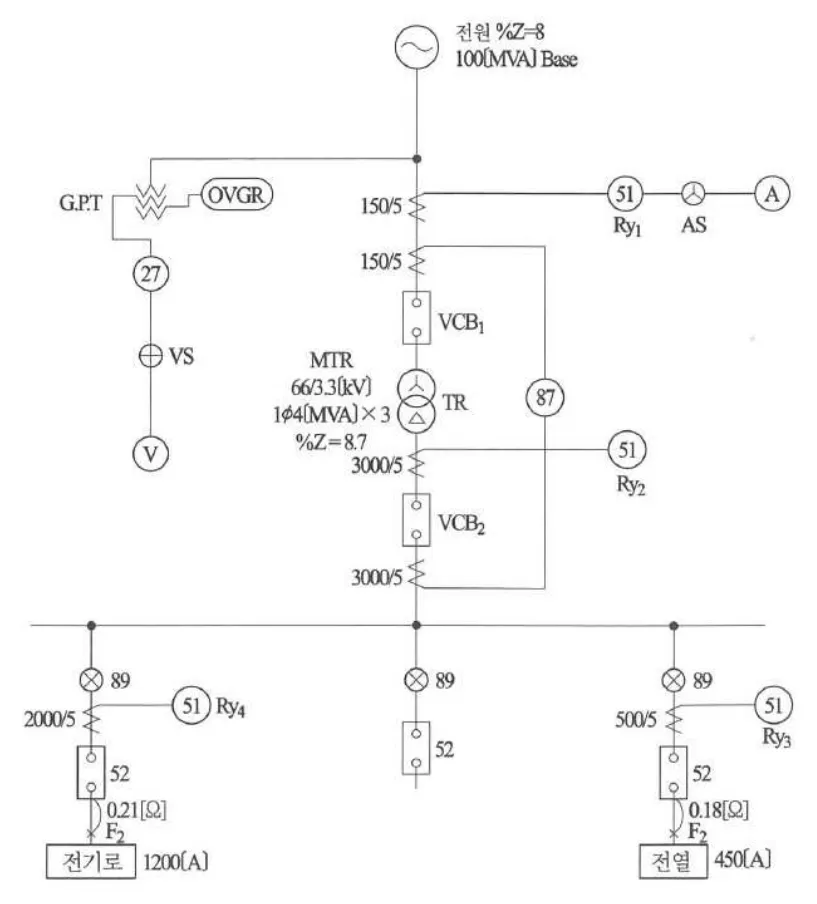 전원 %Z=8
100[MVA] Base
G.P.T
OVGR
150/5
51
AS
A
Ry₁
150/5
27
VCB₁
VS
MTR
66/3.3[kV]
1∮4[MVA]×3
%Z=8.7
TR
87
V
3000/5
51
Ry₂
VCB₂
3000/5
89
89
89
2000/5
51
Ry₄
500/5
51
Ry₃
52
52
52
0.21[Ω]
F₂
0.18[Ω]
F₂
전기로
1200[A]
전열
450[A]